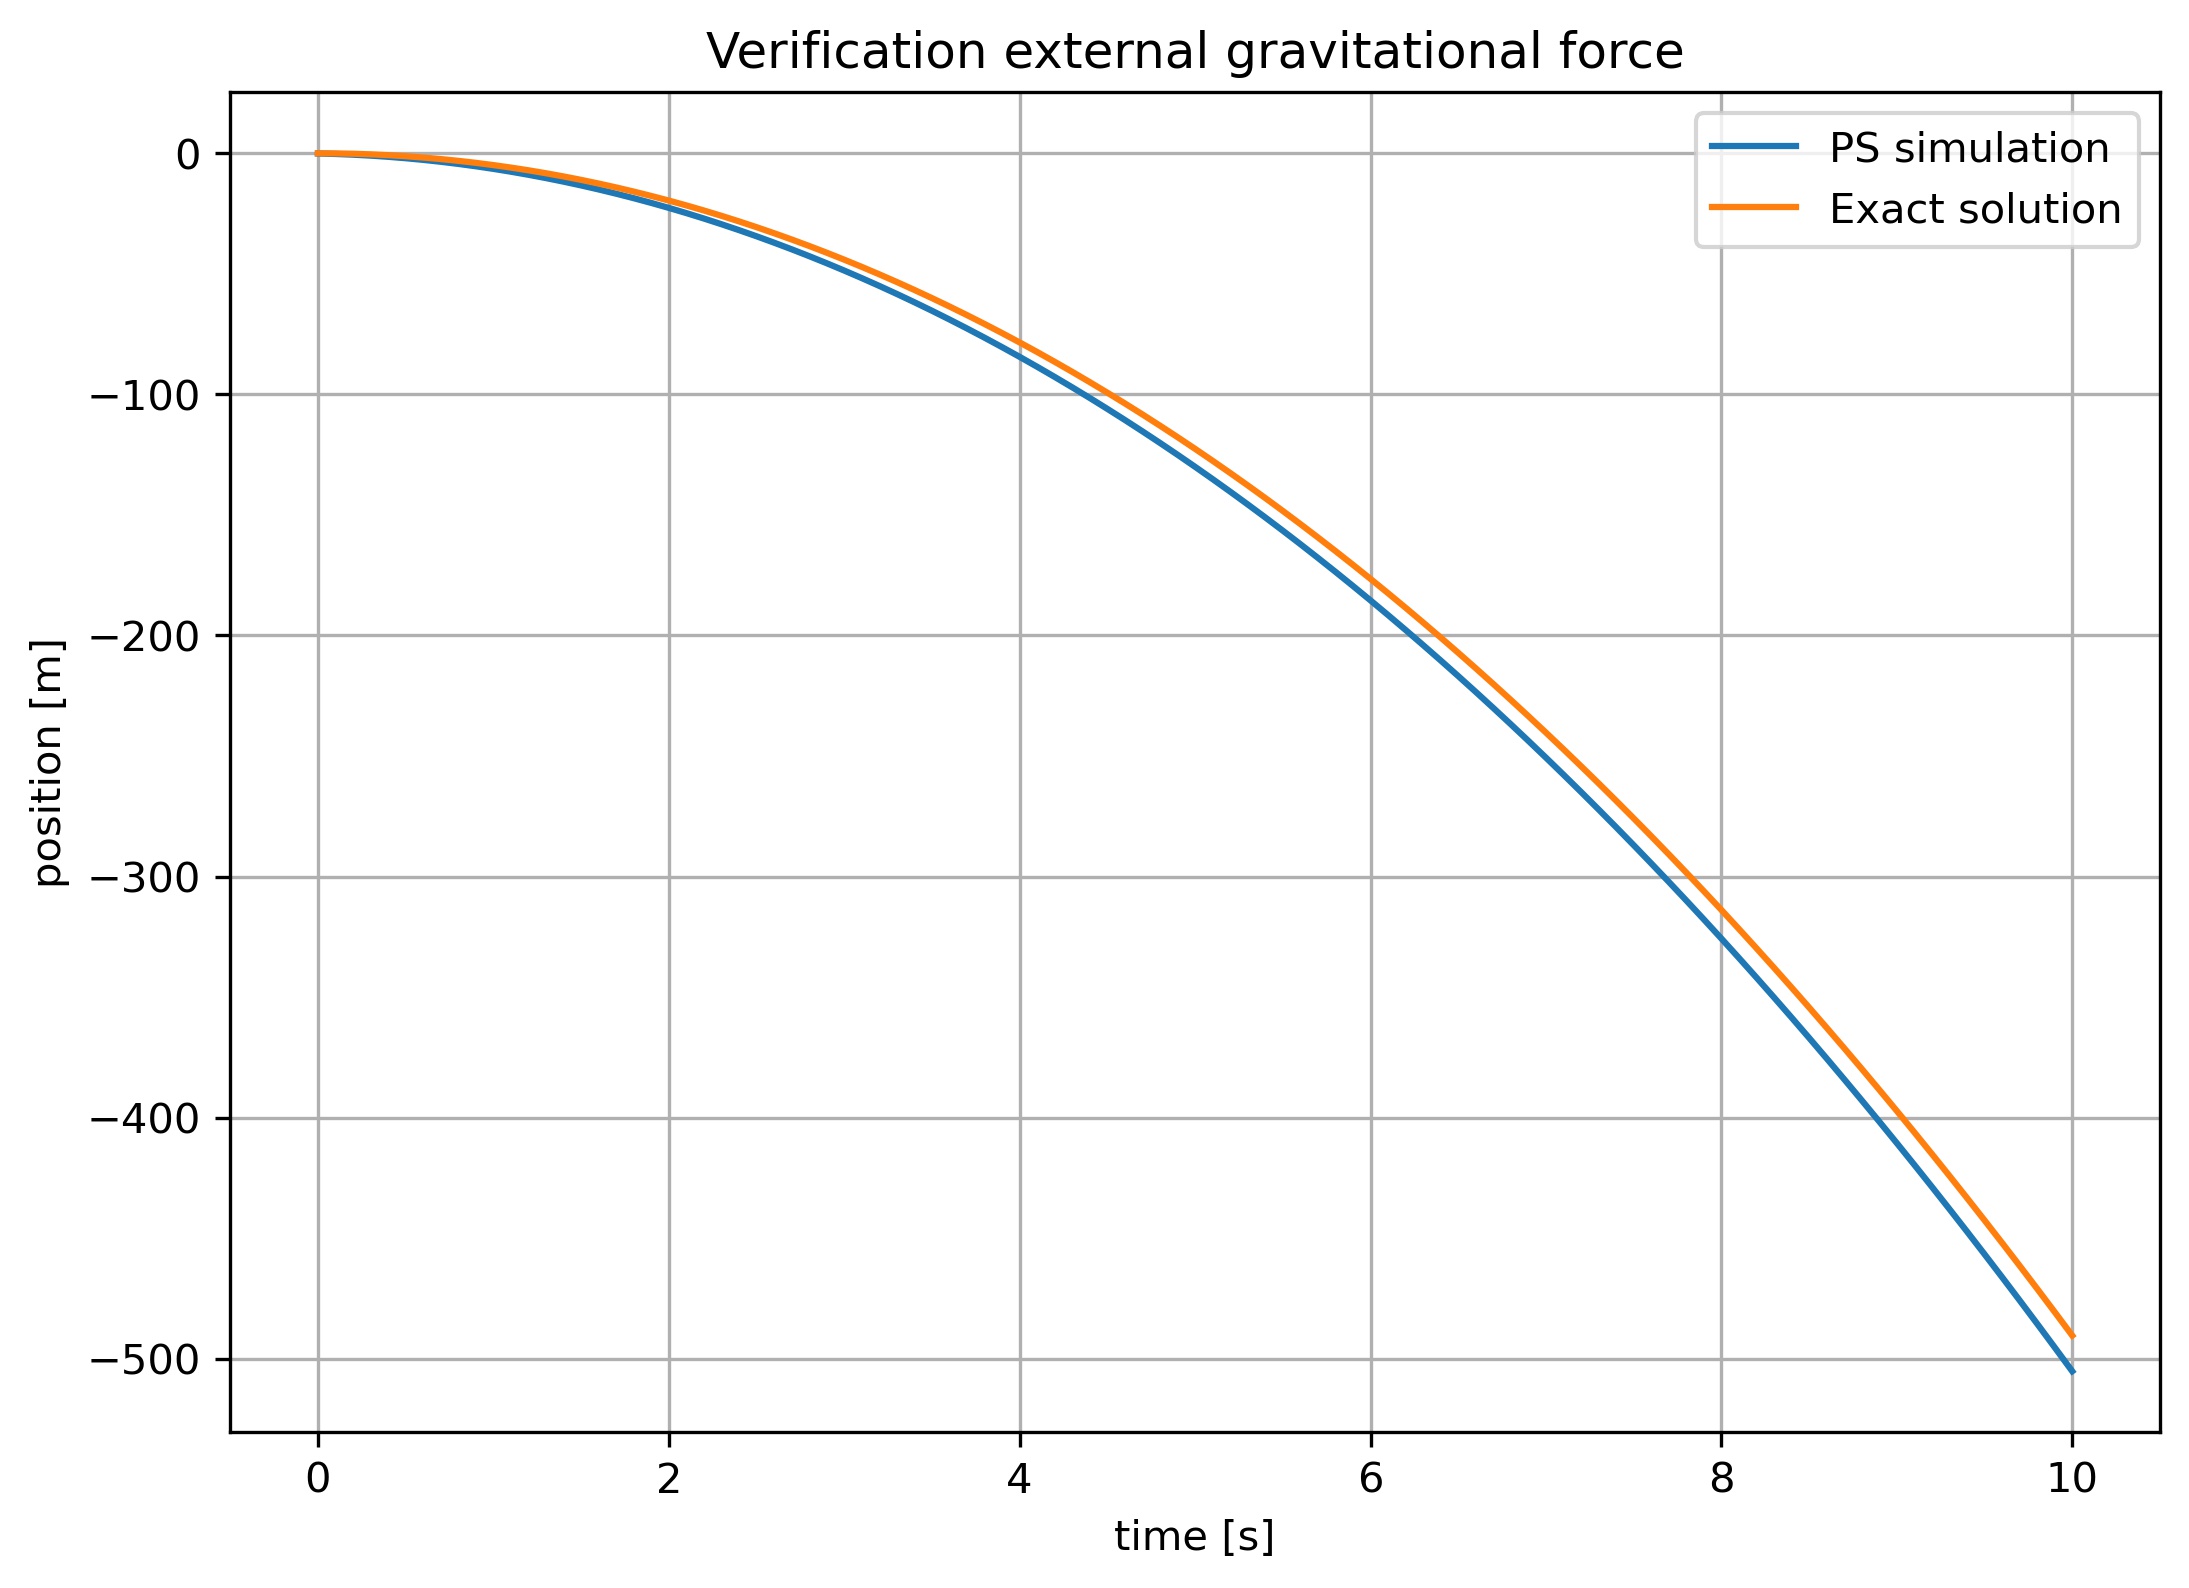 Verification external gravitational force
PS simulation
Exact solution
0
−100
−200
−300
−400
−500
position [m]
0 2 4 6 8 10
time [s]